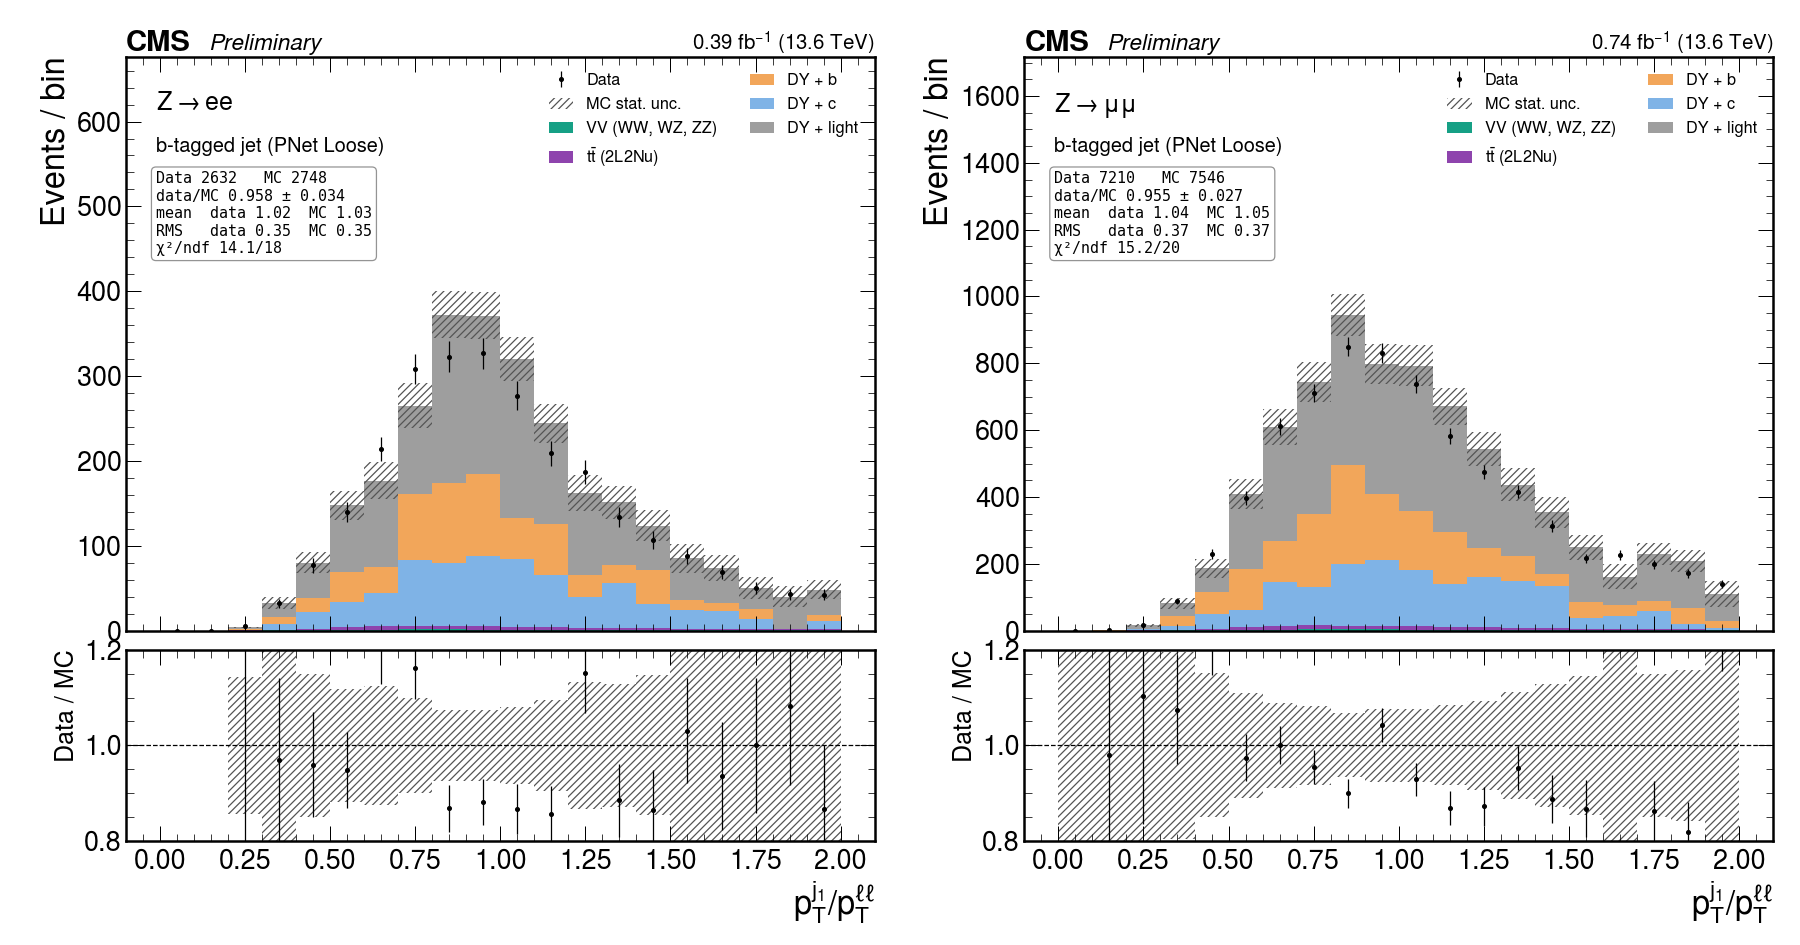 CMS Preliminary 0.39 fb⁻¹ (13.6 TeV)
Events / bin
Z → ee
b-tagged jet (PNet Loose)
Data 2632   MC 2748
data/MC 0.958 ± 0.034
mean  data 1.02  MC 1.03
RMS   data 0.35  MC 0.35
χ²/ndf 14.1/18
Data
MC stat. unc.
VV (WW, WZ, ZZ)
tt̄ (2L2Nu)
DY + b
DY + c
DY + light
600
500
400
300
200
100
0
Data / MC
1.2
1.0
0.8
0.00 0.25 0.50 0.75 1.00 1.25 1.50 1.75 2.00
p_T^{j₁}/p_T^{ℓℓ}
CMS Preliminary 0.74 fb⁻¹ (13.6 TeV)
Events / bin
Z → μμ
b-tagged jet (PNet Loose)
Data 7210   MC 7546
data/MC 0.955 ± 0.027
mean  data 1.04  MC 1.05
RMS   data 0.37  MC 0.37
χ²/ndf 15.2/20
Data
MC stat. unc.
VV (WW, WZ, ZZ)
tt̄ (2L2Nu)
DY + b
DY + c
DY + light
1600
1400
1200
1000
800
600
400
200
0
Data / MC
1.2
1.0
0.8
0.00 0.25 0.50 0.75 1.00 1.25 1.50 1.75 2.00
p_T^{j₁}/p_T^{ℓℓ}